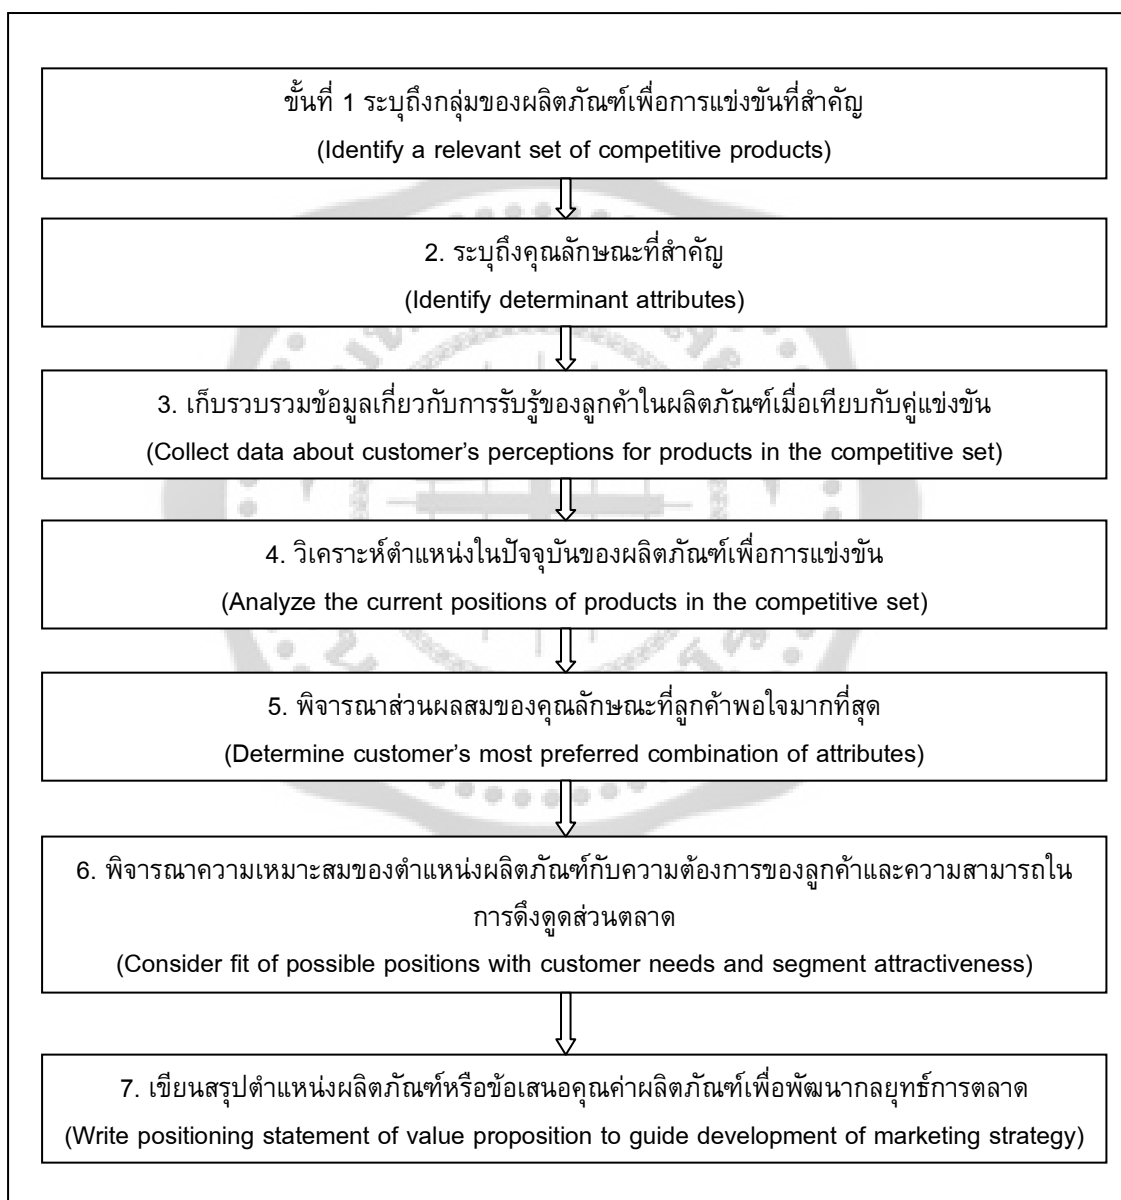 ขั้นที่ 1 ระบุถึงกลุ่มของผลิตภัณฑ์เพื่อการแข่งขันที่สำคัญ
(Identify a relevant set of competitive products)
2. ระบุถึงคุณลักษณะที่สำคัญ
(Identify determinant attributes)
3. เก็บรวบรวมข้อมูลเกี่ยวกับการรับรู้ของลูกค้าในผลิตภัณฑ์เมื่อเทียบกับคู่แข่งขัน
(Collect data about customer’s perceptions for products in the competitive set)
4. วิเคราะห์ตำแหน่งในปัจจุบันของผลิตภัณฑ์เพื่อการแข่งขัน
(Analyze the current positions of products in the competitive set)
5. พิจารณาส่วนผลสมของคุณลักษณะที่ลูกค้าพอใจมากที่สุด
(Determine customer’s most preferred combination of attributes)
6. พิจารณาความเหมาะสมของตำแหน่งผลิตภัณฑ์กับความต้องการของลูกค้าและความสามารถใน
การดึงดูดส่วนตลาด
(Consider fit of possible positions with customer needs and segment attractiveness)
7. เขียนสรุปตำแหน่งผลิตภัณฑ์หรือข้อเสนอคุณค่าผลิตภัณฑ์เพื่อพัฒนากลยุทธ์การตลาด
(Write positioning statement of value proposition to guide development of marketing strategy)